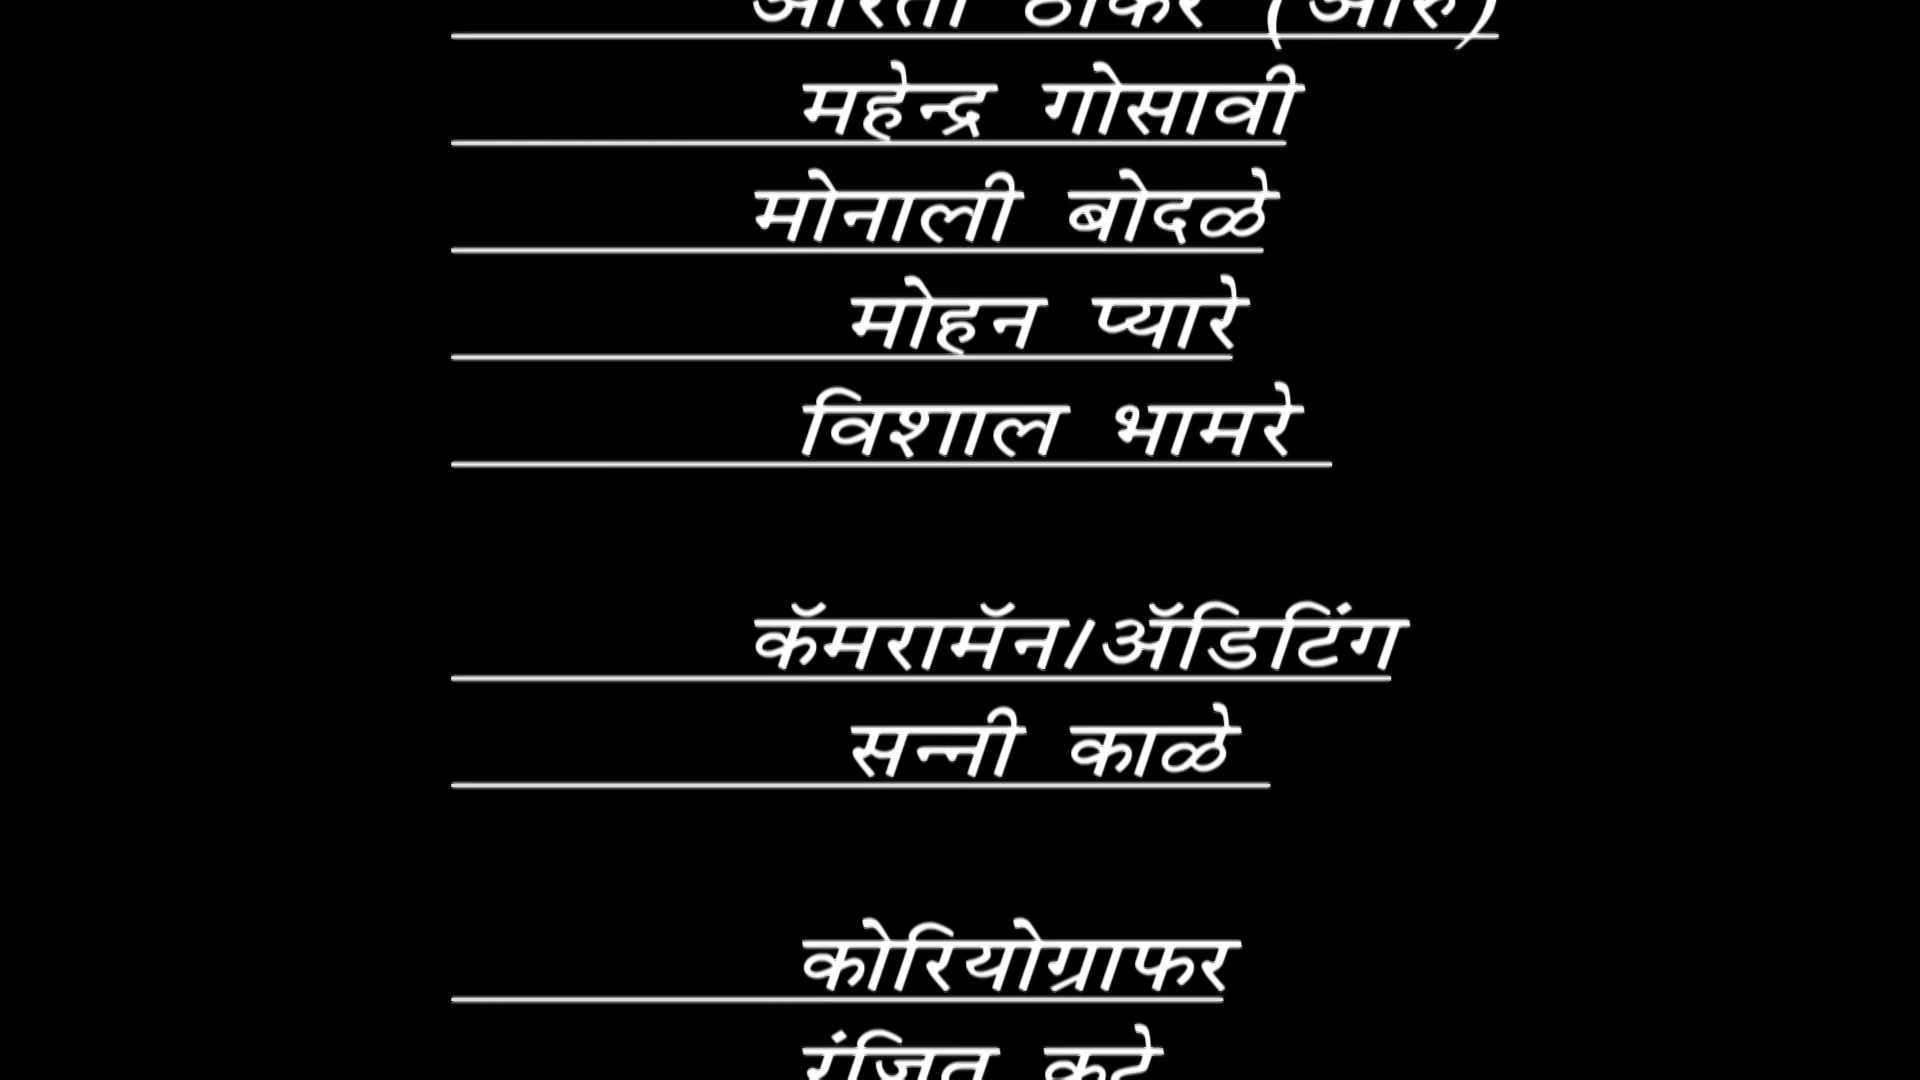 महेन्द्र गोसावी
मोनाली बोदळे
मोहन प्यारे
विशाल भामरे
कॅमरामॅन/ॲडिटिंग
सन्नी काळे
कोरियोग्राफर
रंजित